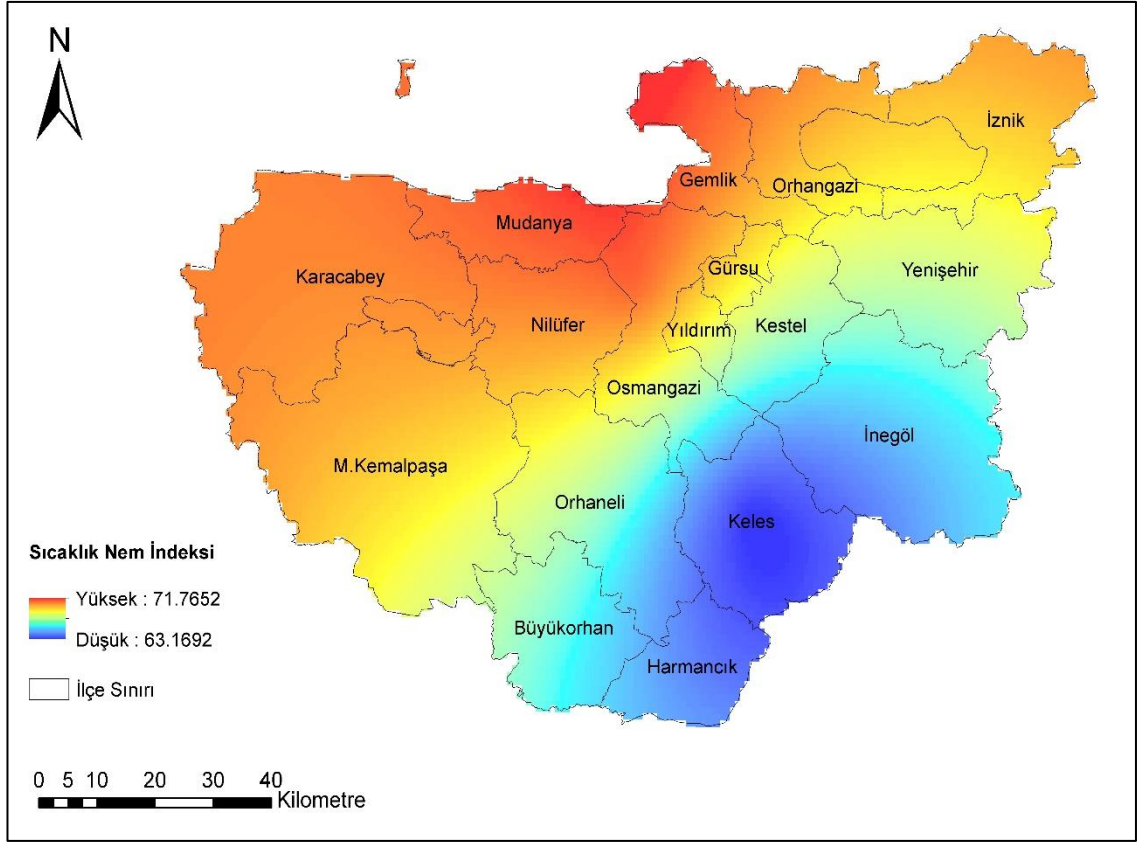 N
İznik
Gemlik
Orhangazi
Mudanya
Karacabey
Gürsu
Yenişehir
Nilüfer
Yıldırım
Kestel
Osmangazi
İnegöl
M.Kemalpaşa
Orhaneli
Keles
Büyükorhan
Harmancık
Sıcaklık Nem İndeksi
Yüksek : 71.7652
Düşük : 63.1692
İlçe Sınırı
0 5 10 20 30 40
Kilometre